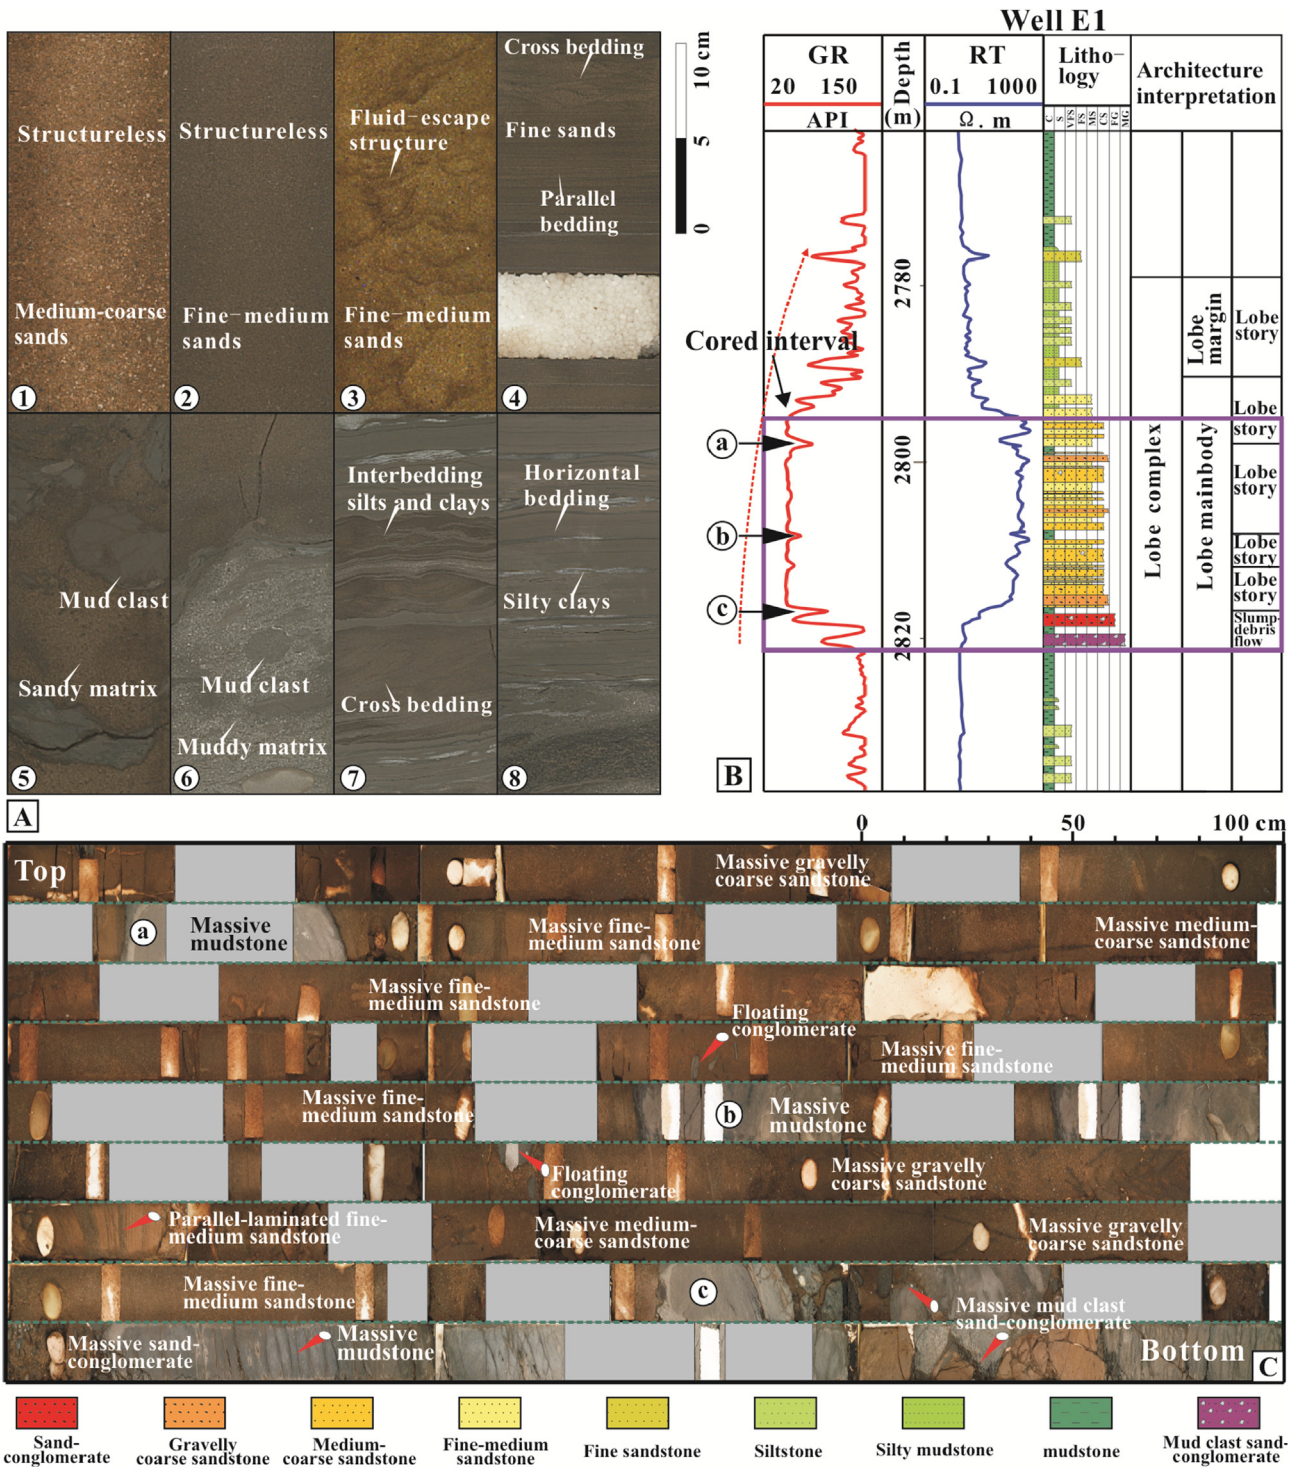 Structureless
Medium-coarse
sands
1
Structureless
Fine-medium
sands
2
Fluid-escape
structure
Fine-medium
sands
3
Cross bedding
Fine sands
Parallel
bedding
4
10 cm
5
0
Mud clast
Sandy matrix
5
Mud clast
Muddy matrix
6
Interbedding
silts and clays
Cross bedding
7
Horizontal
bedding
Silty clays
8
A
Well E1
GR
20 150
API
Depth
(m)
RT
0.1 1000
Ω. m
Litho-
logy
C S VFS FS MS CS FG MG
Architecture
interpretation
2780
2800
2820
Cored interval
a
b
c
Lobe complex
Lobe
margin
Lobe mainbody
Lobe
story
Lobe
story
Lobe
story
Lobe
story
Lobe
story
Slump-
debris
flow
B
0 50 100 cm
Top
Massive gravelly
coarse sandstone
a
Massive
mudstone
Massive fine-
medium sandstone
Massive medium-
coarse sandstone
Massive fine-
medium sandstone
Floating
conglomerate
Massive fine-
medium sandstone
Massive fine-
medium sandstone
b
Massive
mudstone
Floating
conglomerate
Massive gravelly
coarse sandstone
Parallel-laminated fine-
medium sandstone
Massive medium-
coarse sandstone
Massive gravelly
coarse sandstone
Massive fine-
medium sandstone
c
Massive mud clast
sand-conglomerate
Massive sand-
conglomerate
Massive
mudstone
Bottom
C
Sand-
conglomerate
Gravelly
coarse sandstone
Medium-
coarse sandstone
Fine-medium
sandstone
Fine sandstone
Siltstone
Silty mudstone
mudstone
Mud clast sand-
conglomerate